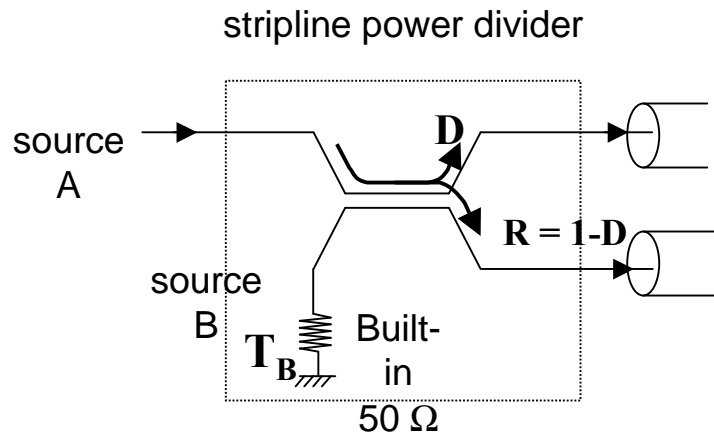 stripline power divider
source
A
D
R = 1-D
source
B
T_B
Built-
in
50 Ω